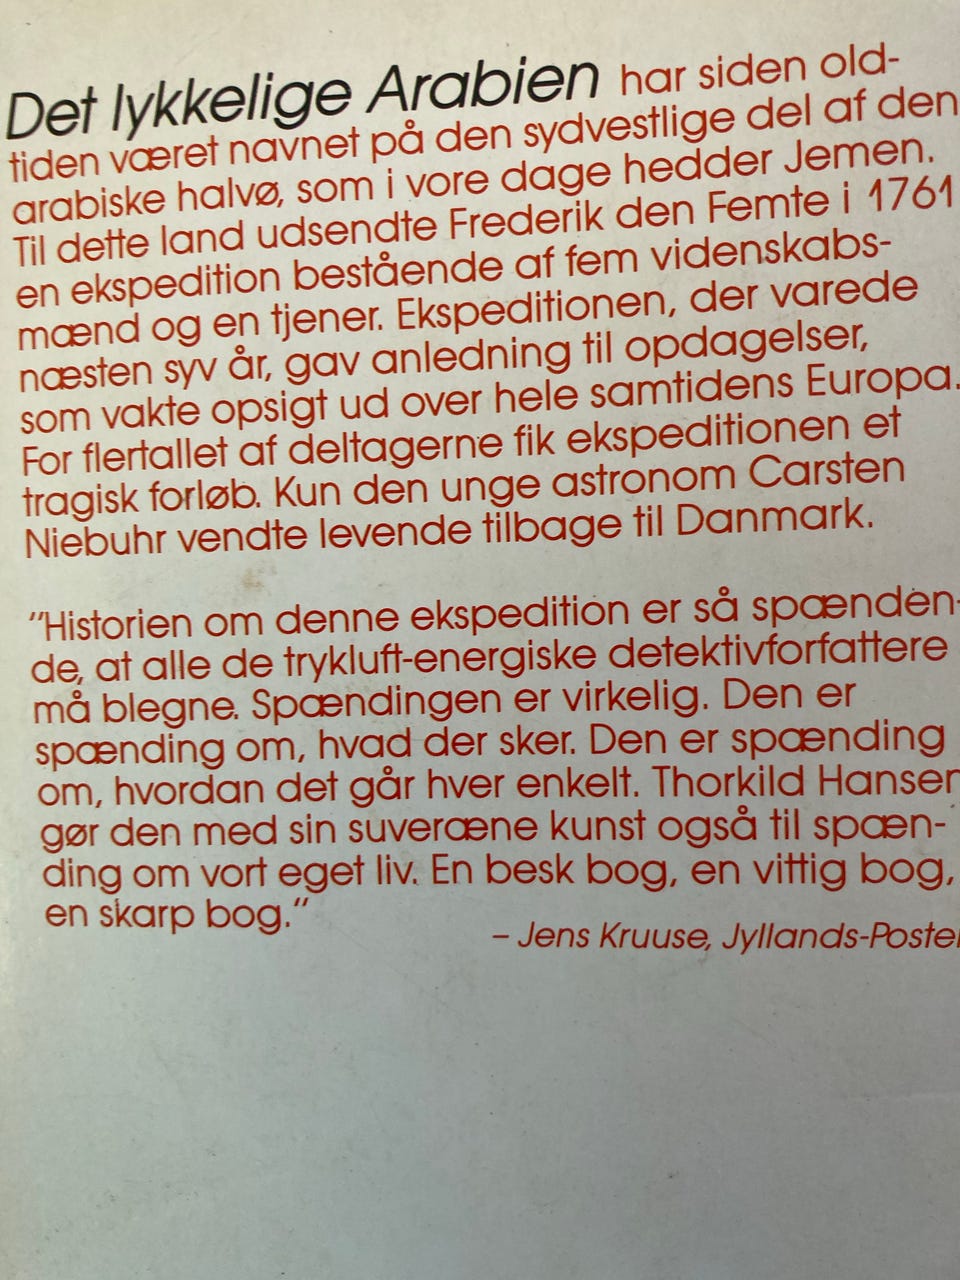 Det lykkelige Arabien har siden old-
tiden været navnet på den sydvestlige del af den
arabiske halvø, som i vore dage hedder Jemen.
Til dette land udsendte Frederik den Femte i 1761
en ekspedition bestående af fem videnskabs-
mænd og en tjener. Ekspeditionen, der varede
næsten syv år, gav anledning til opdagelser,
som vakte opsigt ud over hele samtidens Europa.
For flertallet af deltagerne fik ekspeditionen et
tragisk forløb. Kun den unge astronom Carsten
Niebuhr vendte levende tilbage til Danmark.
"Historien om denne ekspedition er så spænden-
de, at alle de trykluft-energiske detektivforfattere
må blegne. Spændingen er virkelig. Den er
spænding om, hvad der sker. Den er spænding
om, hvordan det går hver enkelt. Thorkild Hansen
gør den med sin suveræne kunst også til spæn-
ding om vort eget liv. En besk bog, en vittig bog,
en skarp bog."
– Jens Kruuse, Jyllands-Posten